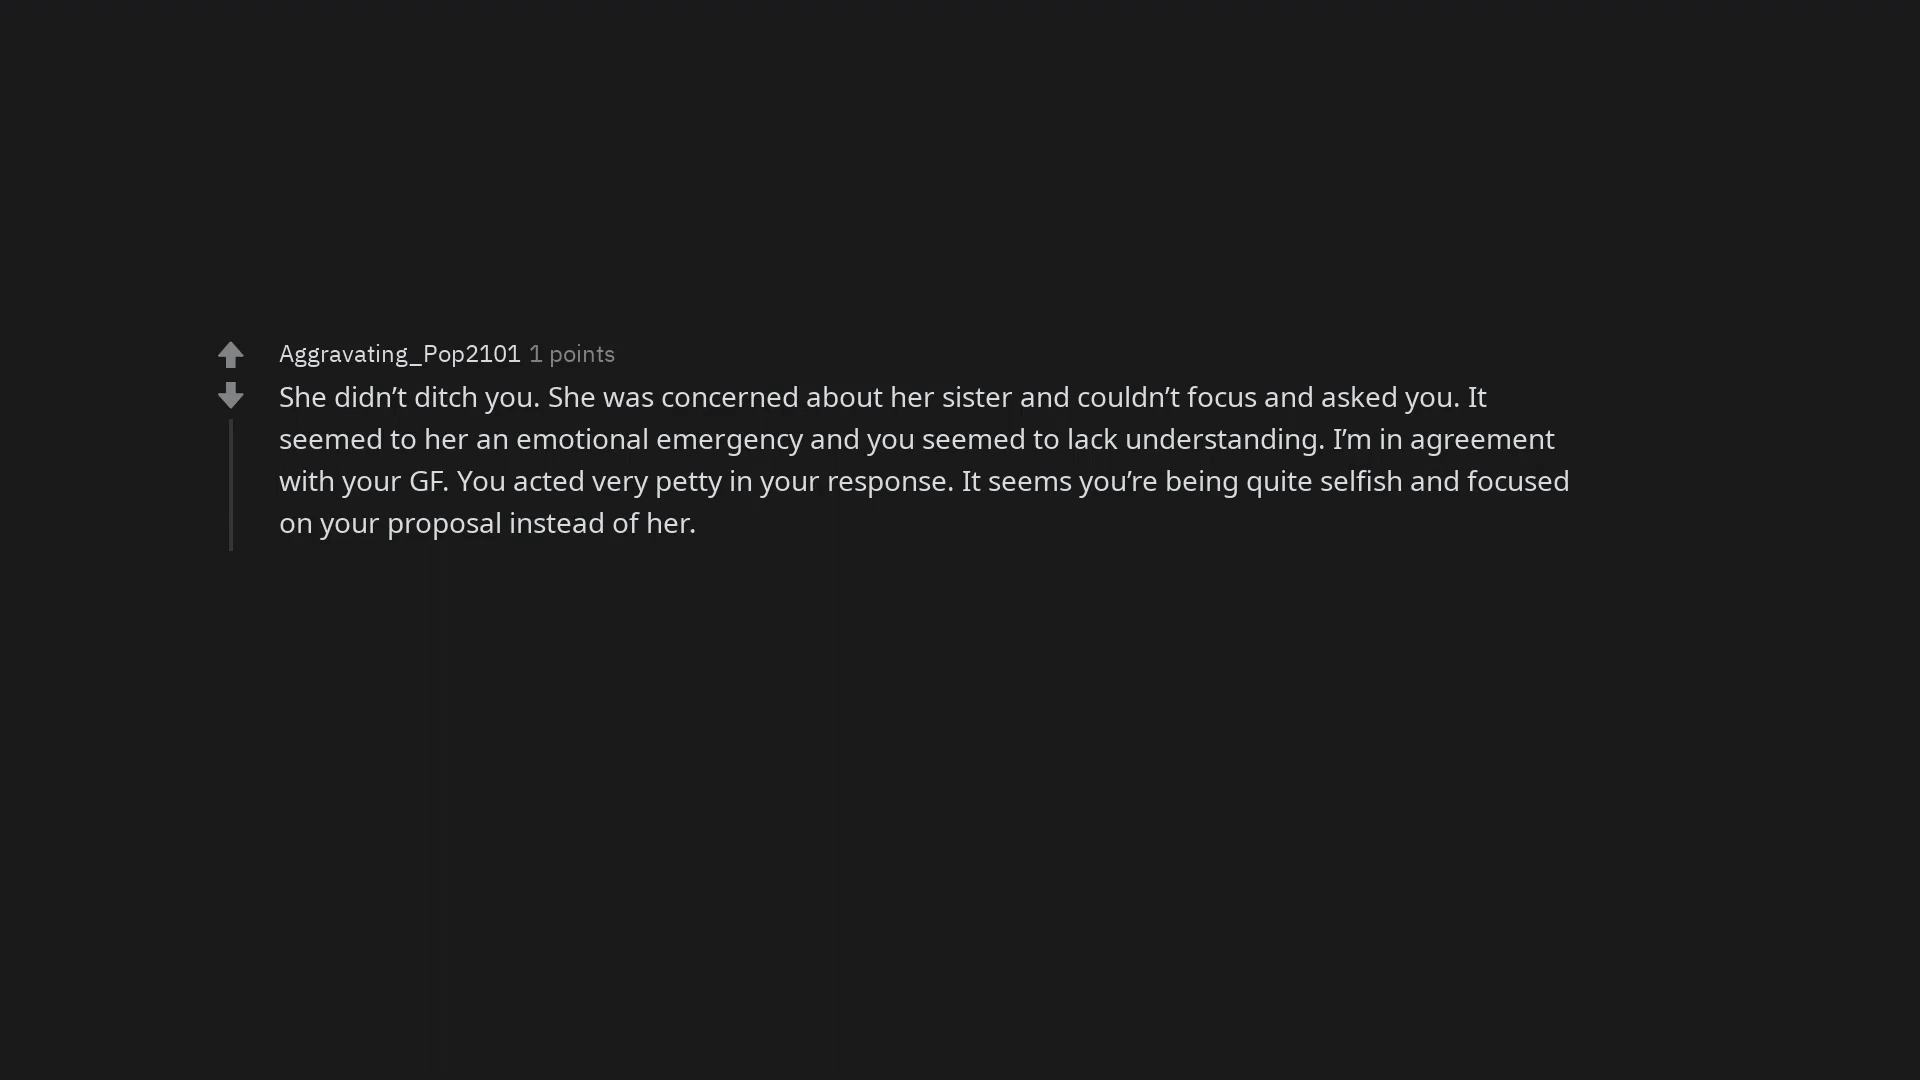 Aggravating_Pop2101 1 points
She didn’t ditch you. She was concerned about her sister and couldn’t focus and asked you. It
seemed to her an emotional emergency and you seemed to lack understanding. I’m in agreement
with your GF. You acted very petty in your response. It seems you’re being quite selfish and focused
on your proposal instead of her.